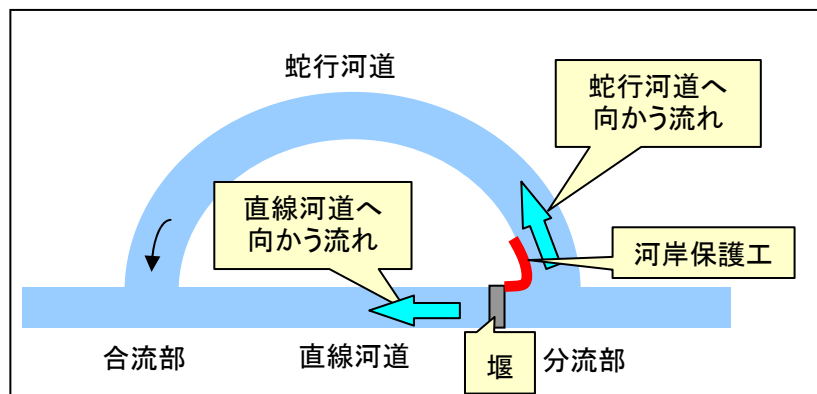 蛇行河道
蛇行河道へ
向かう流れ
直線河道へ
向かう流れ
河岸保護工
合流部
直線河道
堰
分流部